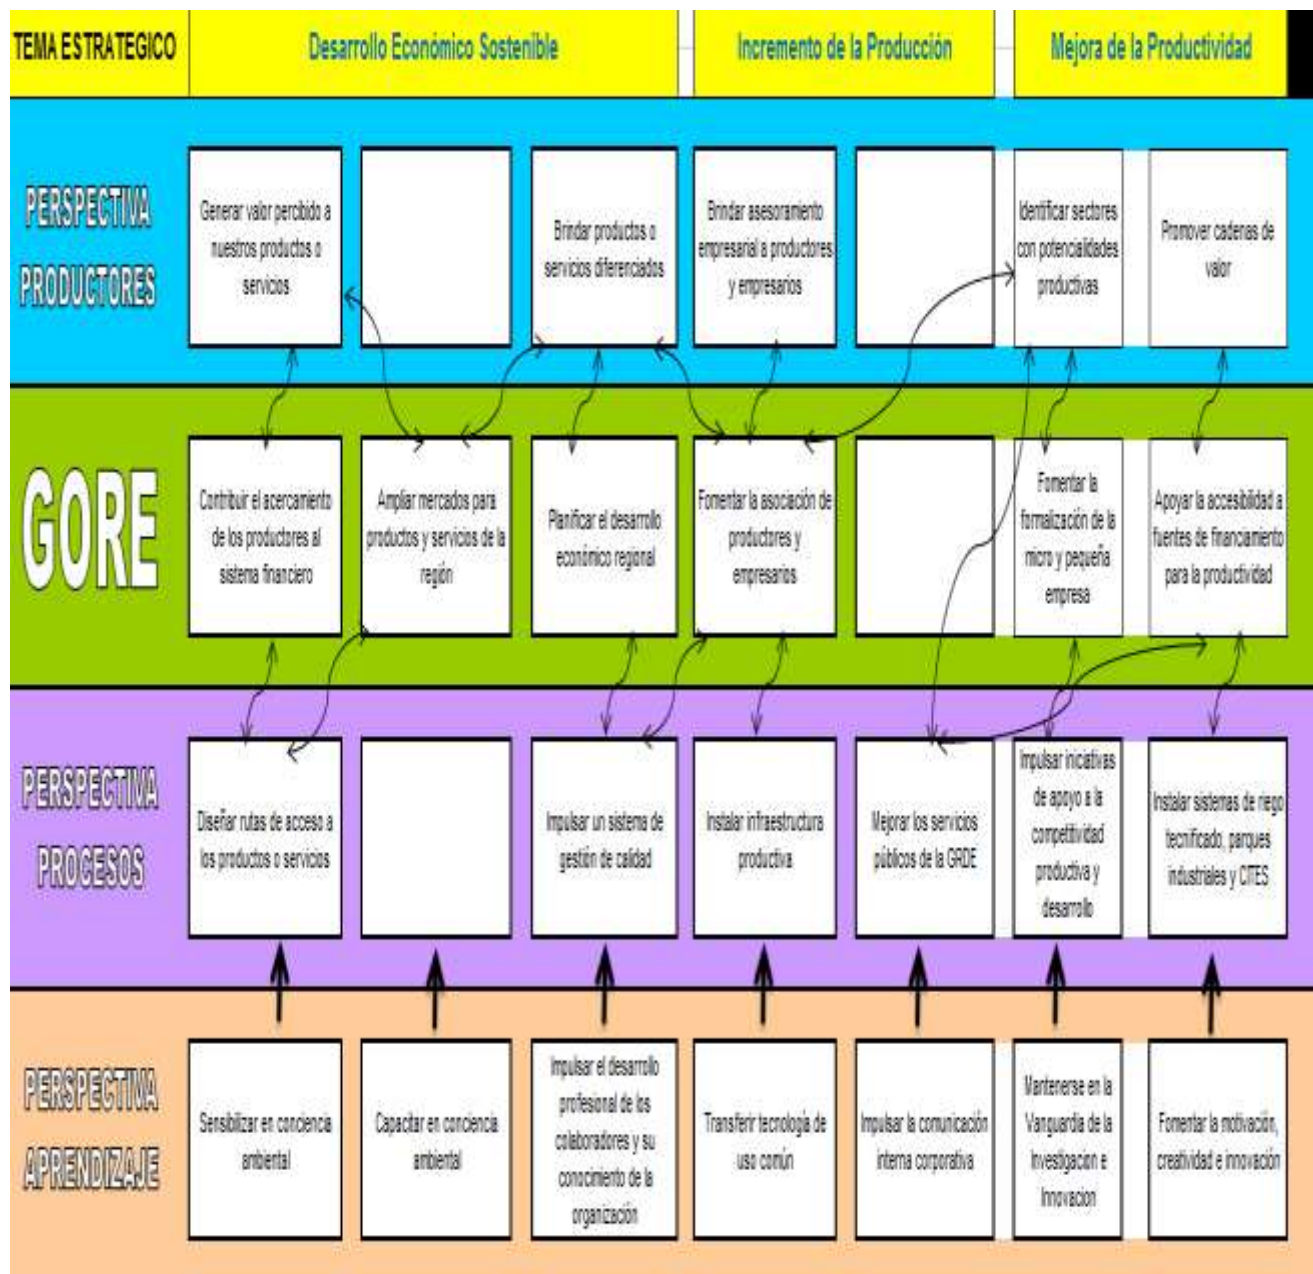 TEMA ESTRATEGICO
Desarrollo Económico Sostenible
Incremento de la Producción
Mejora de la Productividad
PERSPECTIVA
PRODUCTORES
Generar valor percibido a
nuestros productos o
servicios
Brindar productos o
servicios diferenciados
Brindar asesoramiento
empresarial a productores
y empresarios
Identificar sectores
con potencialidades
productivas
Promover cadenas de
valor
GORE
Contribuir el acercamiento
de los productores al
sistema financiero
Ampliar mercados para
productos y servicios de la
región
Planificar el desarrollo
económico regional
Fomentar la asociación de
productores y
empresarios
Fomentar la
formalización de la
micro y pequeña
empresa
Apoyar la accesibilidad a
fuentes de financiamiento
para la productividad
PERSPECTIVA
PROCESOS
Diseñar rutas de acceso a
los productos o servicios
Impulsar un sistema de
gestión de calidad
Instalar infraestructura
productiva
Mejorar los servicios
públicos de la GRDE
Impulsar iniciativas
de apoyo a la
competitividad
productiva y
desarrollo
Instalar sistemas de riego
tecnificado, parques
industriales y CITES
PERSPECTIVA
APRENDIZAJE
Sensibilizar en conciencia
ambiental
Capacitar en conciencia
ambiental
Impulsar el desarrollo
profesional de los
colaboradores y su
conocimiento de la
organización
Transferir tecnología de
uso común
Impulsar la comunicación
interna corporativa
Mantenerse en la
Vanguardia de la
Investigacion e
Innovacion
Fomentar la motivación,
creatividad e innovación